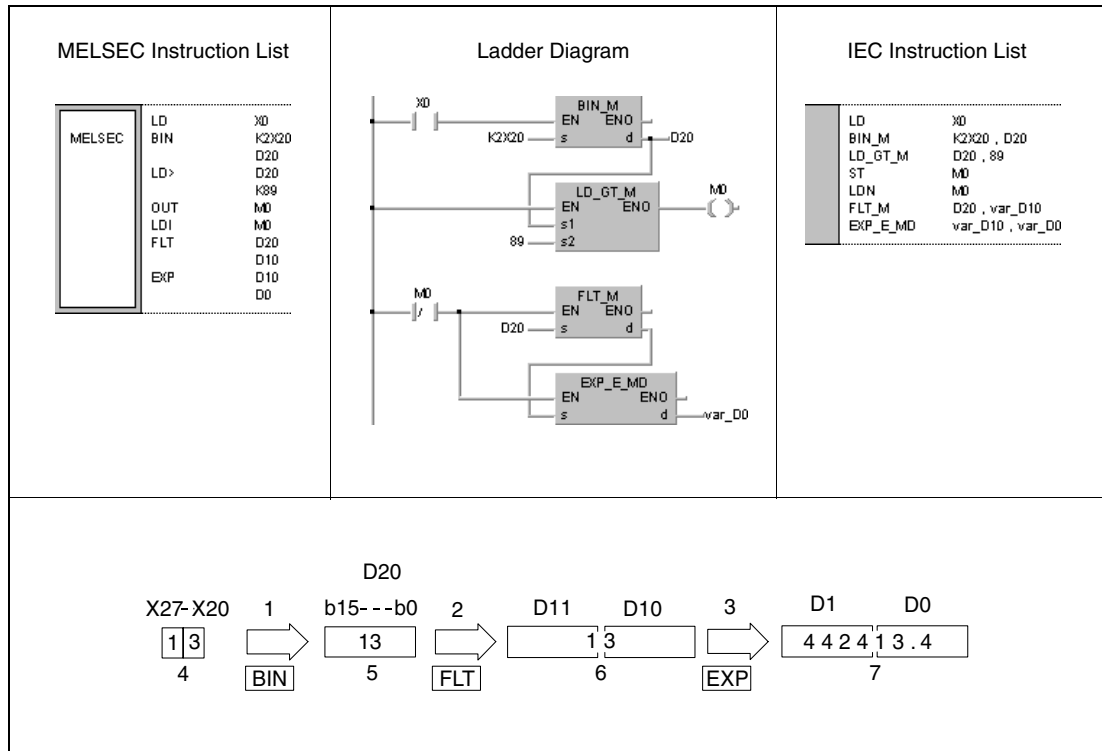 MELSEC Instruction List
MELSEC
LD X0
BIN K2X20
D20
LD> D20
K89
OUT M0
LDI M0
FLT D20
D10
EXP D10
D0
Ladder Diagram
X0
BIN_M
EN ENO
K2X20 s d D20
LD_GT_M M0
EN ENO
s1
89 s2
M0
FLT_M
EN ENO
D20 s d
EXP_E_MD
EN ENO
s d var_D0
IEC Instruction List
LD X0
BIN_M K2X20 , D20
LD_GT_M D20 , 89
ST M0
LDN M0
FLT_M D20 , var_D10
EXP_E_MD var_D10 , var_D0
D20
X27-X20 1 b15---b0 2 D11 D10 3 D1 D0
1 3 13 1 3 4 4 2 4 1 3 . 4
4 BIN 5 FLT 6 EXP 7